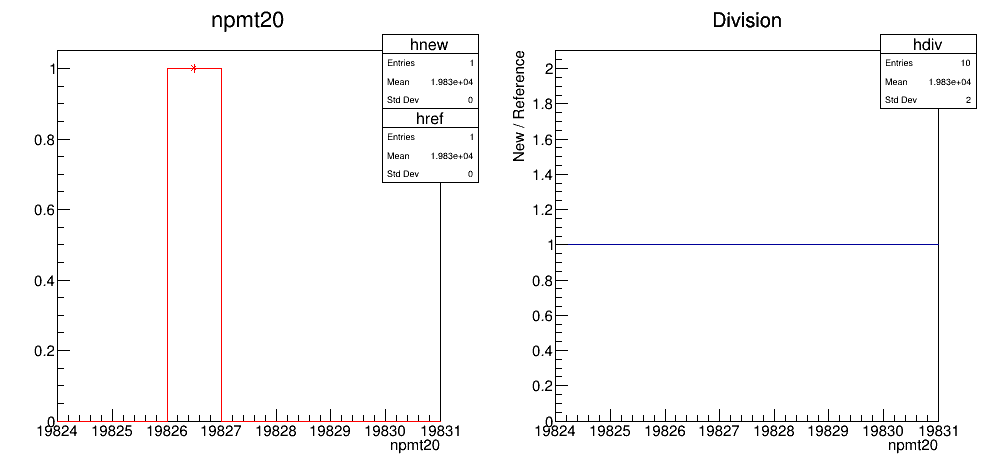 npmt20
hnew
Entries 1
Mean 1.983e+04
Std Dev 0
href
Entries 1
Mean 1.983e+04
Std Dev 0
1
0.8
0.6
0.4
0.2
0
19824 19825 19826 19827 19828 19829 19830 19831
npmt20
Division
hdiv
Entries 10
Mean 1.983e+04
Std Dev 2
New / Reference
2
1.8
1.6
1.4
1.2
1
0.8
0.6
0.4
0.2
0
19824 19825 19826 19827 19828 19829 19830 19831
npmt20